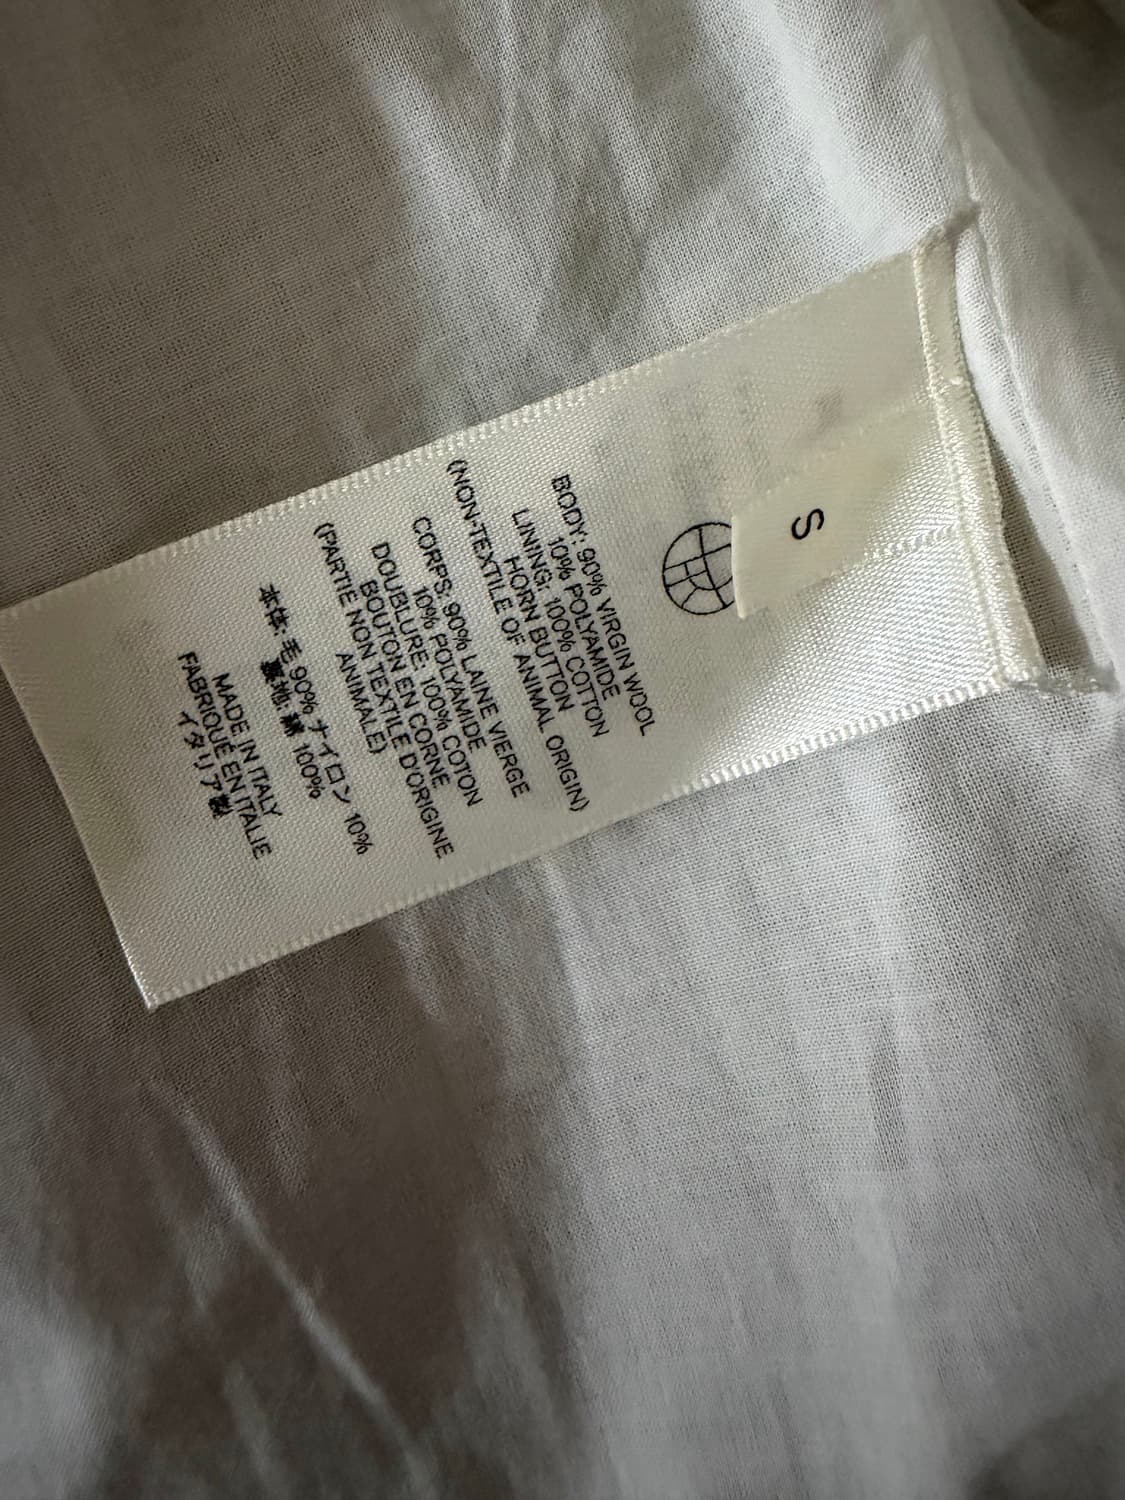 S
BODY: 90% VIRGIN WOOL
10% POLYAMIDE
LINING: 100% COTTON
HORN BUTTON
(NON-TEXTILE OF ANIMAL ORIGIN)
CORPS: 90% LAINE VIERGE
10% POLYAMIDE
DOUBLURE: 100% COTON
BOUTON EN CORNE
(PARTIE NON TEXTILE D'ORIGINE
ANIMALE)
本体: 毛 90% ナイロン 10%
裏地: 綿 100%
MADE IN ITALY
FABRIQUÉ EN ITALIE
イタリア製